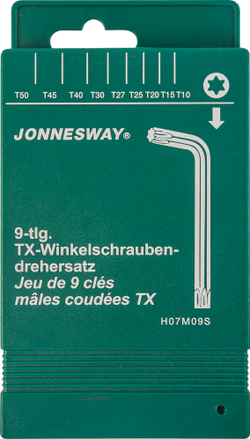 T50 T45 T40 T30 T27 T25 T20 T15 T10
JONNESWAY®
9-tlg.
TX-Winkelschrauben-
drehersatz
Jeu de 9 clés
mâles coudées TX
H07M09S